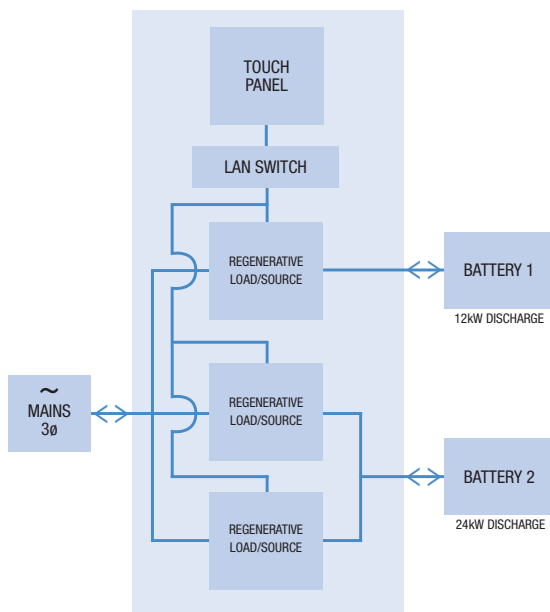 TOUCH
PANEL
LAN SWITCH
REGENERATIVE
LOAD/SOURCE
BATTERY 1
12kW DISCHARGE
REGENERATIVE
LOAD/SOURCE
~
MAINS
3ø
BATTERY 2
24kW DISCHARGE
REGENERATIVE
LOAD/SOURCE